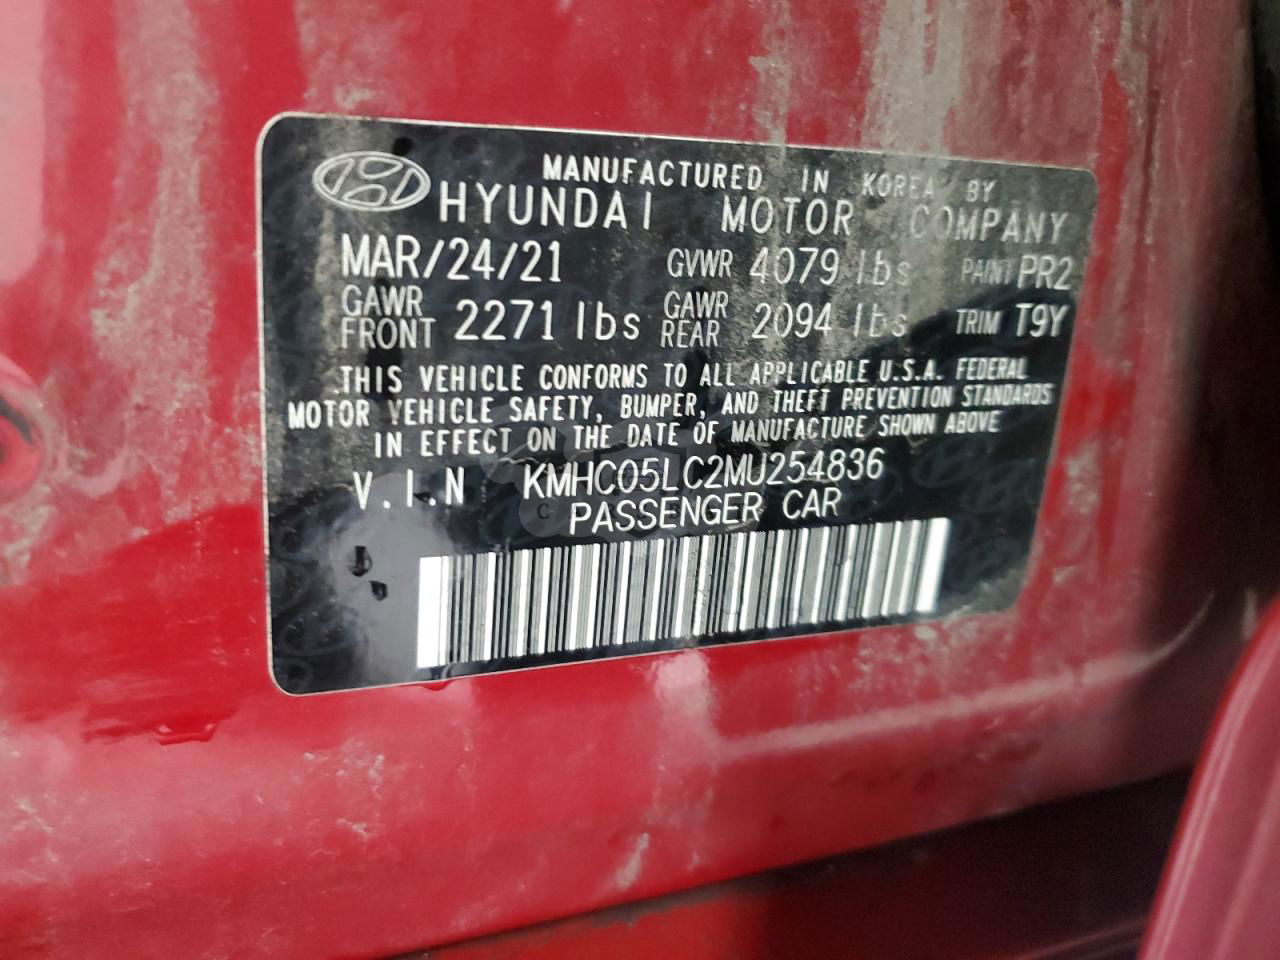 MANUFACTURED IN KOREA BY
HYUNDAI MOTOR COMPANY
MAR/24/21 GVWR 4079 lbs PAINT PR2
GAWR FRONT 2271 lbs GAWR REAR 2094 lbs TRIM T9Y
THIS VEHICLE CONFORMS TO ALL APPLICABLE U.S.A. FEDERAL
MOTOR VEHICLE SAFETY, BUMPER, AND THEFT PREVENTION STANDARDS
IN EFFECT ON THE DATE OF MANUFACTURE SHOWN ABOVE
V.I.N KMHC05LC2MU254836
PASSENGER CAR